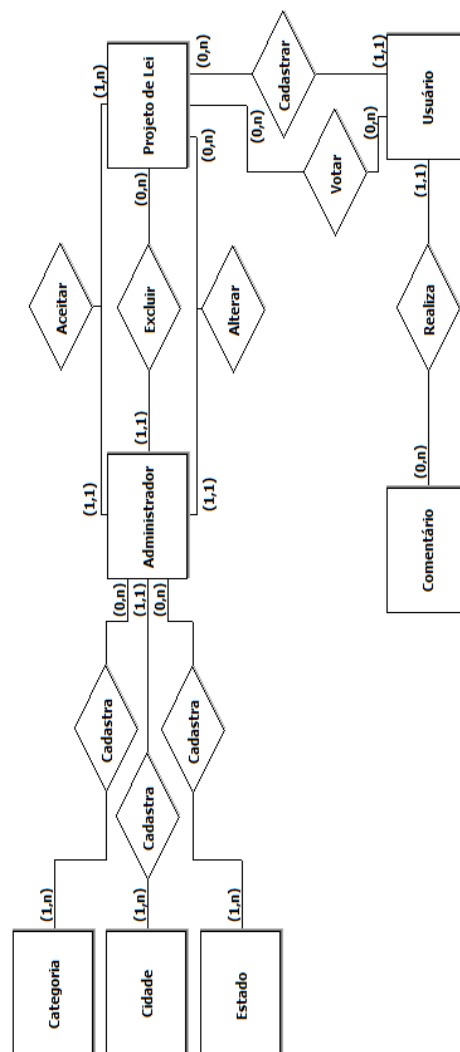 Categoria
(1,n)
Cadastra
(0,n)
Cidade
(1,n)
Cadastra
(1,1)
Estado
(1,n)
Cadastra
(0,n)
Administrador
(1,1)
Aceitar
(1,n)
(1,1)
Excluir
(0,n)
(1,1)
Alterar
(0,n)
Projeto de Lei
(0,n)
Cadastrar
(1,1)
(0,n)
Votar
(0,n)
Comentário
(0,n)
Realiza
(1,1)
Usuário